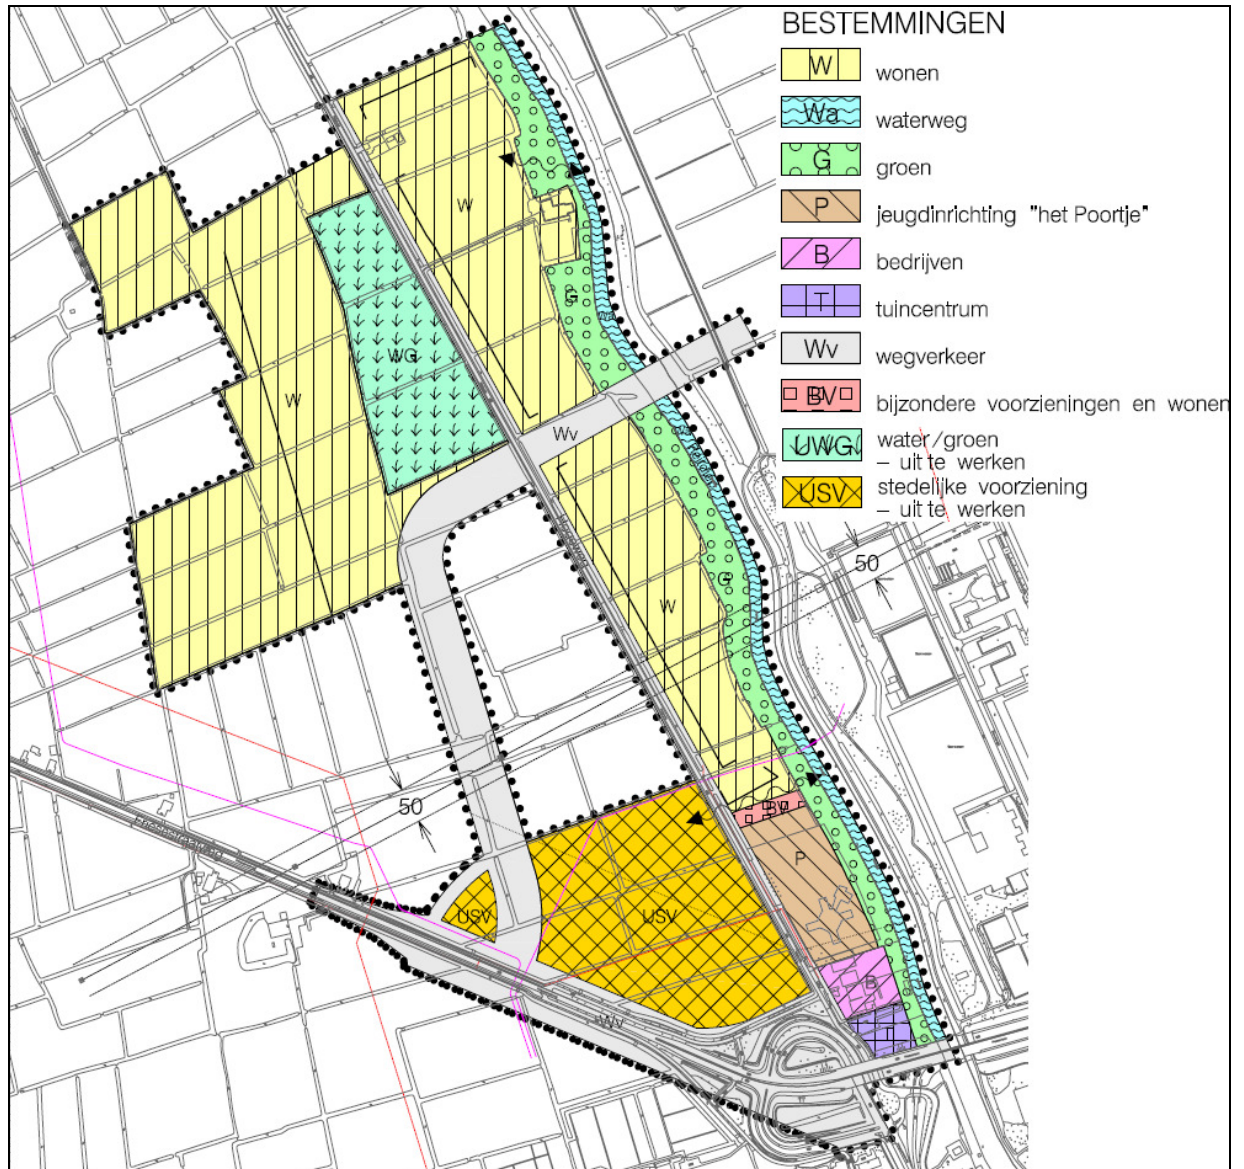 BESTEMMINGEN
W wonen
Wa waterweg
G groen
P jeugdinrichting "het Poortje"
B bedrijven
T tuincentrum
Wv wegverkeer
BV bijzondere voorzieningen en wonen
UWG water/groen
– uit te werken
USV stedelijke voorziening
– uit te werken
W
G
WG
W
Wv
50
G
W
50
BV
P
USV
USV
B
Wv
T